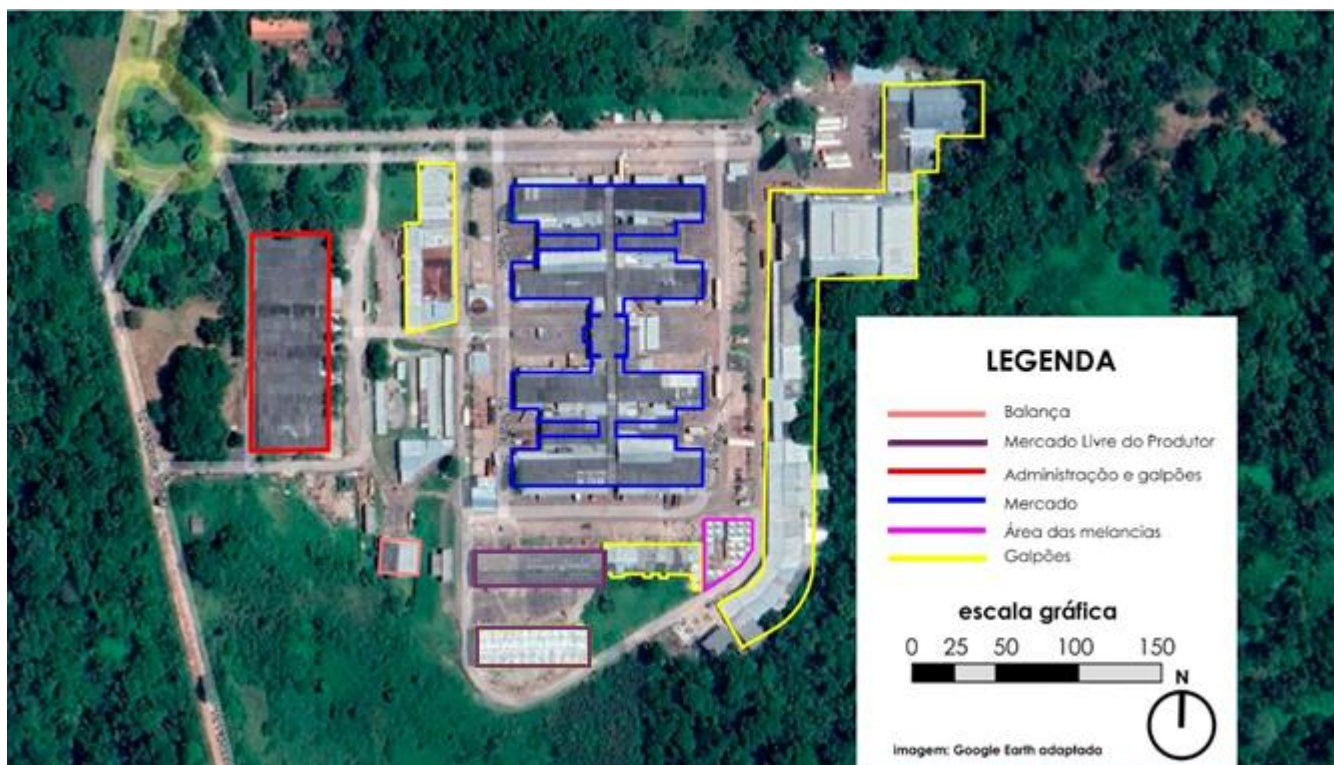 LEGENDA
Balança
Mercado Livre do Produtor
Administração e galpões
Mercado
Área das melancias
Galpões
escala gráfica
0 25 50 100 150
N
imagem: Google Earth adaptada